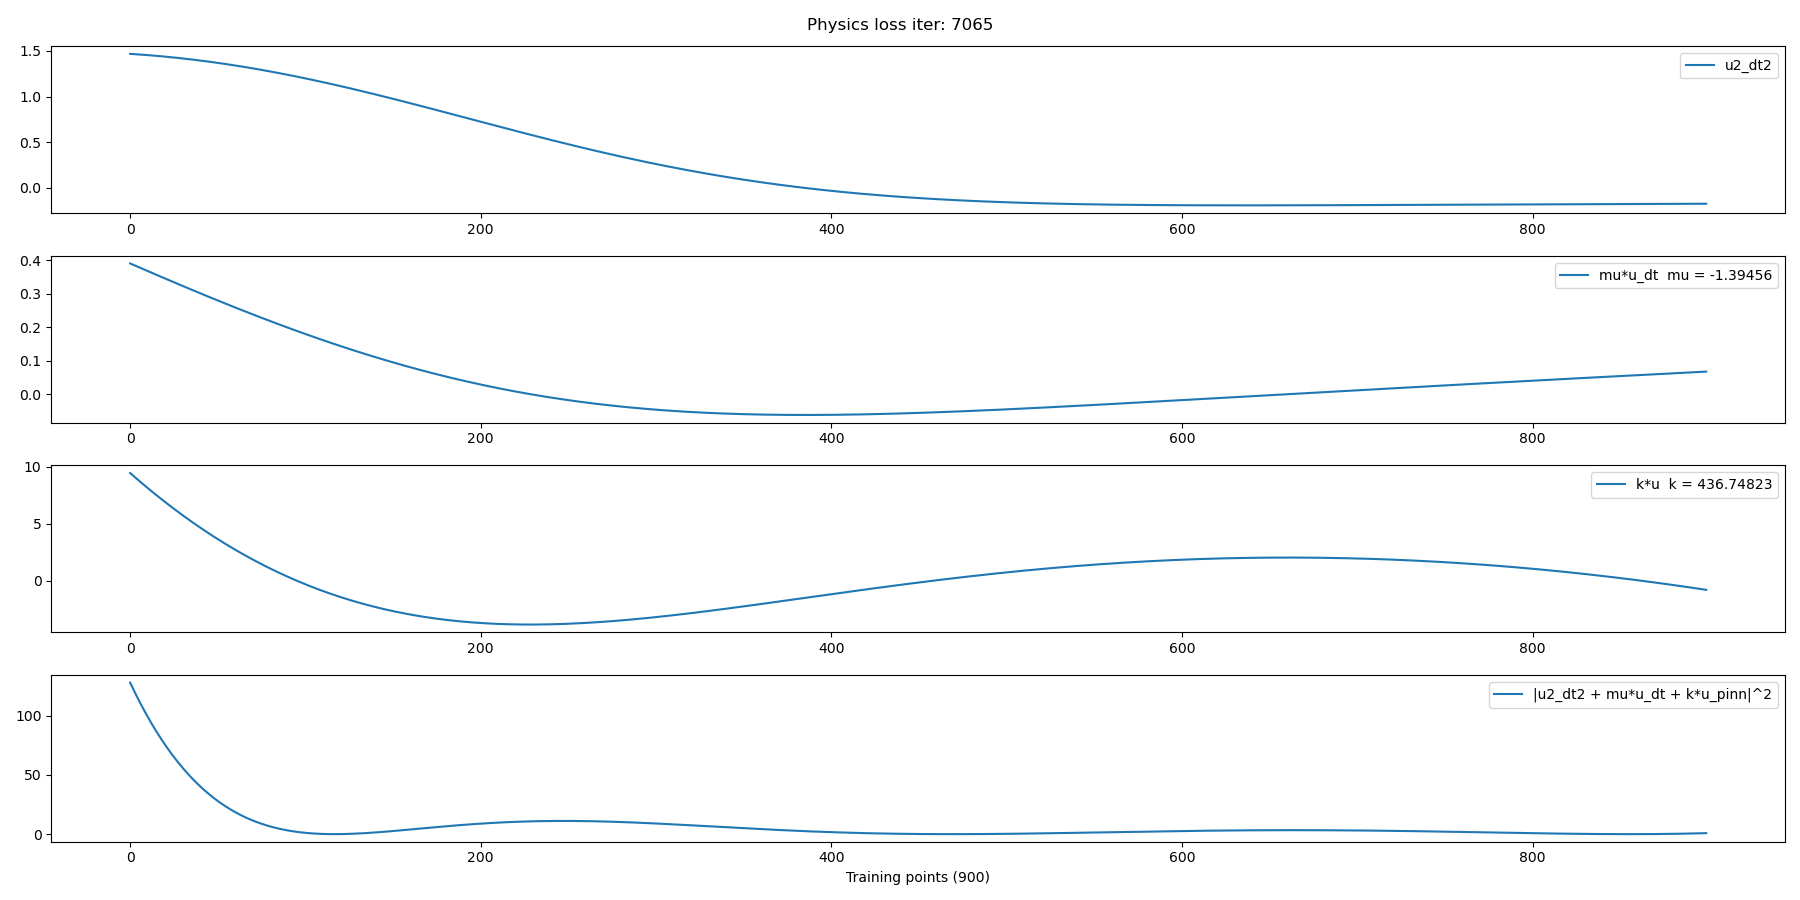 Physics loss iter: 7065
1.5
1.0
0.5
0.0
u2_dt2
0 200 400 600 800
0.4
0.3
0.2
0.1
0.0
mu*u_dt  mu = -1.39456
0 200 400 600 800
10
5
0
k*u  k = 436.74823
0 200 400 600 800
100
50
0
|u2_dt2 + mu*u_dt + k*u_pinn|^2
0 200 400 600 800
Training points (900)